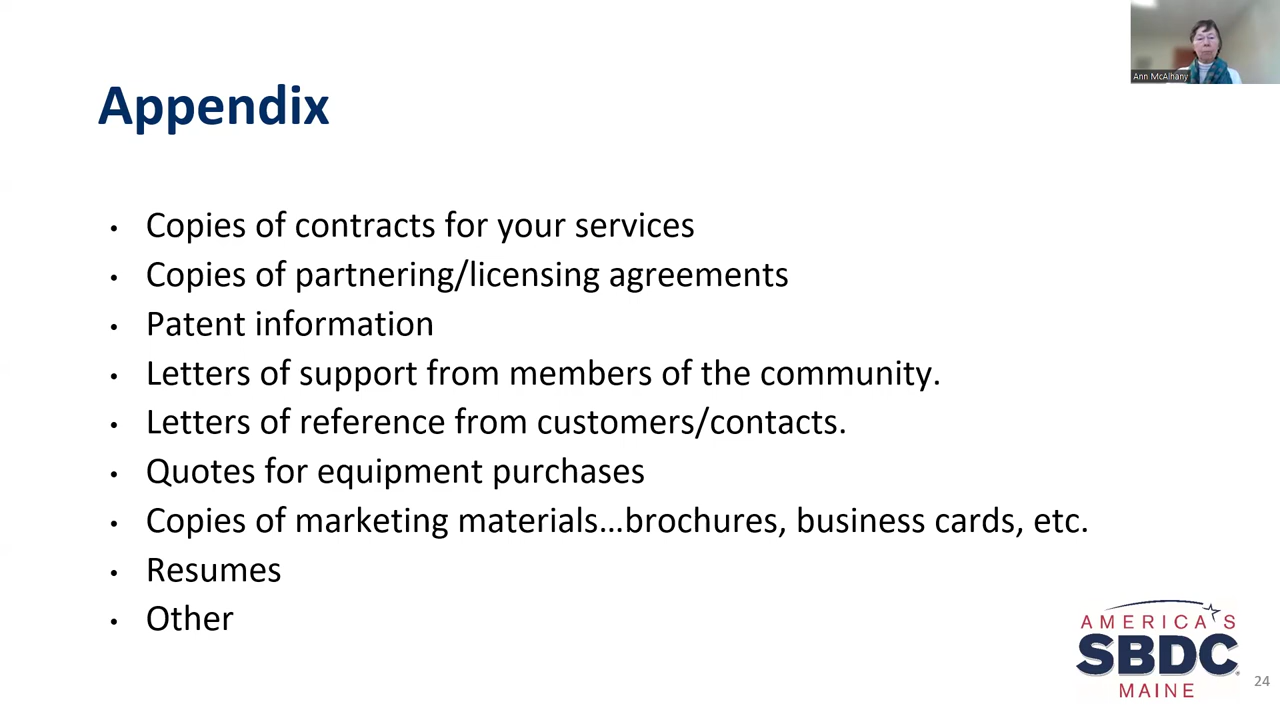 Ann McAlhany
Appendix
• Copies of contracts for your services
• Copies of partnering/licensing agreements
• Patent information
• Letters of support from members of the community.
• Letters of reference from customers/contacts.
• Quotes for equipment purchases
• Copies of marketing materials...brochures, business cards, etc.
• Resumes
• Other
AMERICA'S
SBDC
MAINE
24